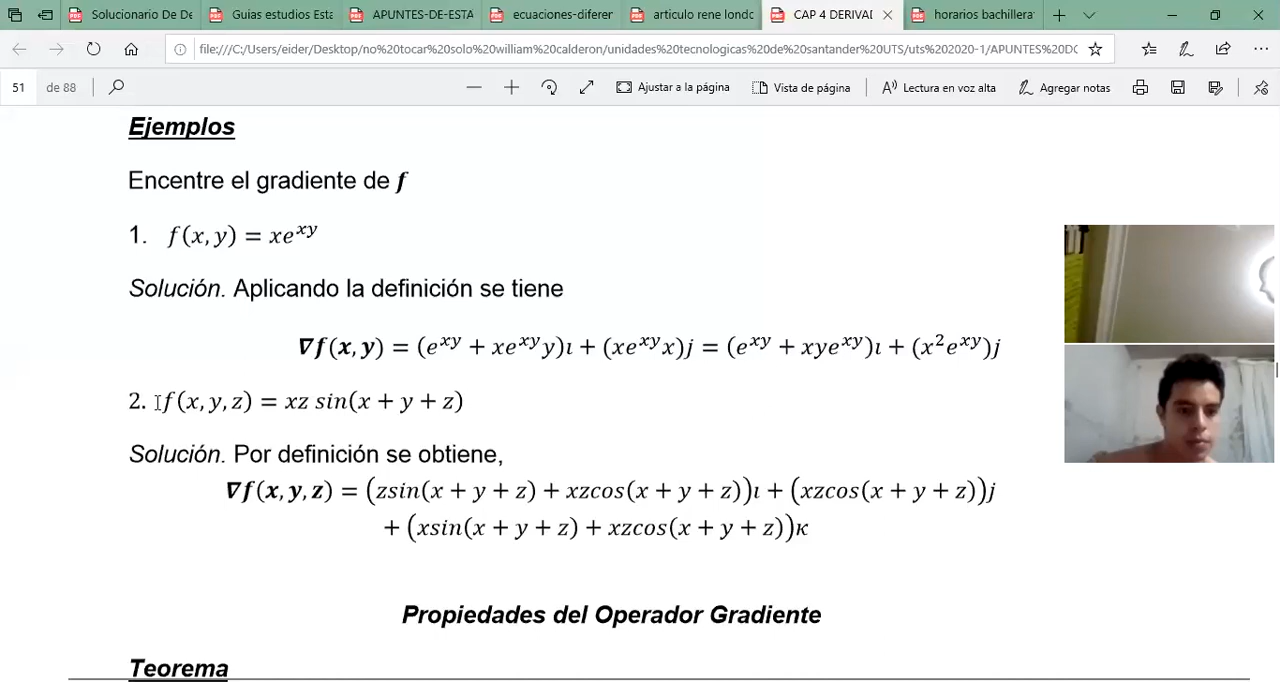 Solucionario De De
Guias estudios Esta
APUNTES-DE-ESTA
ecuaciones-diferen
articulo rene londo
CAP 4 DERIVAI
horarios bachillera
file:///C:/Users/eider/Desktop/no%20tocar%20solo%20william%20calderon/unidades%20tecnologicas%20de%20santander%20UTS/uts%202020-1/APUNTES%20DC
51 de 88
Ajustar a la página
Vista de página
Lectura en voz alta
Agregar notas
Ejemplos
Encentre el gradiente de f
1. f(x, y) = xe^{xy}
Solución. Aplicando la definición se tiene
∇f(x, y) = (e^{xy} + xe^{xy}y)ı + (xe^{xy}x)j = (e^{xy} + xye^{xy})ı + (x²e^{xy})j
2. f(x, y, z) = xz sin(x + y + z)
Solución. Por definición se obtiene,
∇f(x, y, z) = (zsin(x + y + z) + xzcos(x + y + z))ı + (xzcos(x + y + z))j
+ (xsin(x + y + z) + xzcos(x + y + z))κ
Propiedades del Operador Gradiente
Teorema